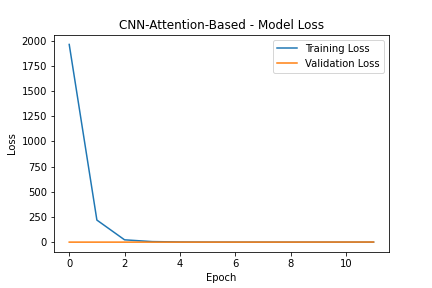 CNN-Attention-Based - Model Loss
Training Loss
Validation Loss
2000
1750
1500
1250
1000
750
500
250
0
Loss
0 2 4 6 8 10
Epoch